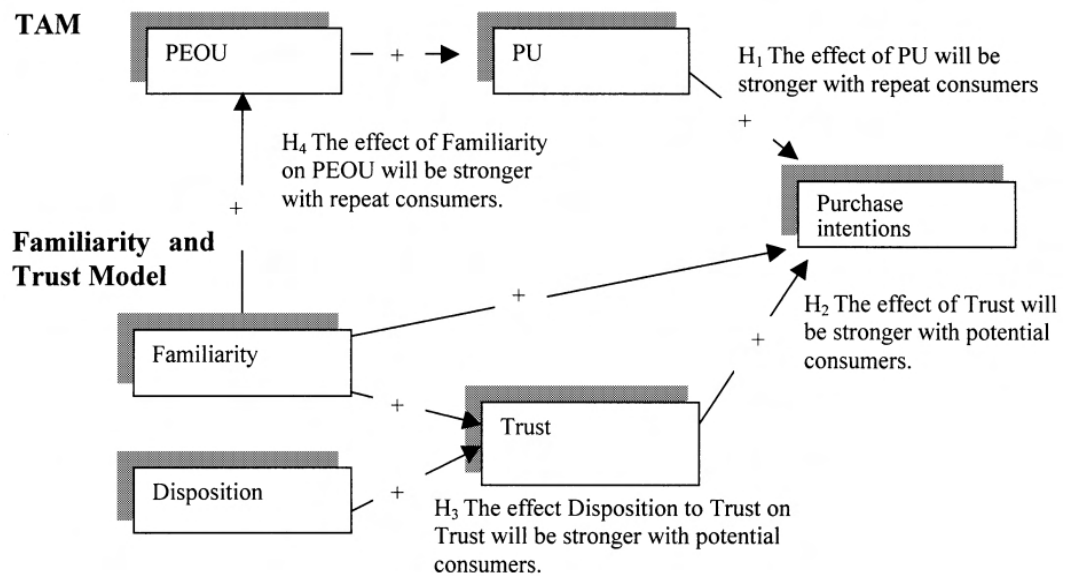 TAM
PEOU
+
PU
H₁ The effect of PU will be
stronger with repeat consumers
+
H₄ The effect of Familiarity
on PEOU will be stronger
with repeat consumers.
+
Purchase
intentions
Familiarity and
Trust Model
+
H₂ The effect of Trust will
be stronger with potential
consumers.
+
Familiarity
+
Trust
Disposition
+
H₃ The effect Disposition to Trust on
Trust will be stronger with potential
consumers.